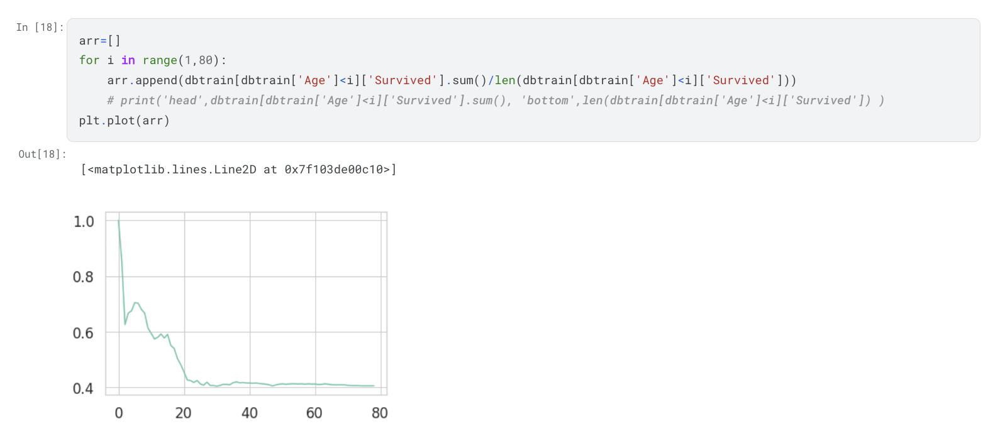 In [18]:
arr=[]
for i in range(1,80):
    arr.append(dbtrain[dbtrain['Age']<i]['Survived'].sum()/len(dbtrain[dbtrain['Age']<i]['Survived']))
    # print('head',dbtrain[dbtrain['Age']<i]['Survived'].sum(), 'bottom',len(dbtrain[dbtrain['Age']<i]['Survived']) )
plt.plot(arr)
Out[18]:
[<matplotlib.lines.Line2D at 0x7f103de00c10>]
1.0
0.8
0.6
0.4
0 20 40 60 80